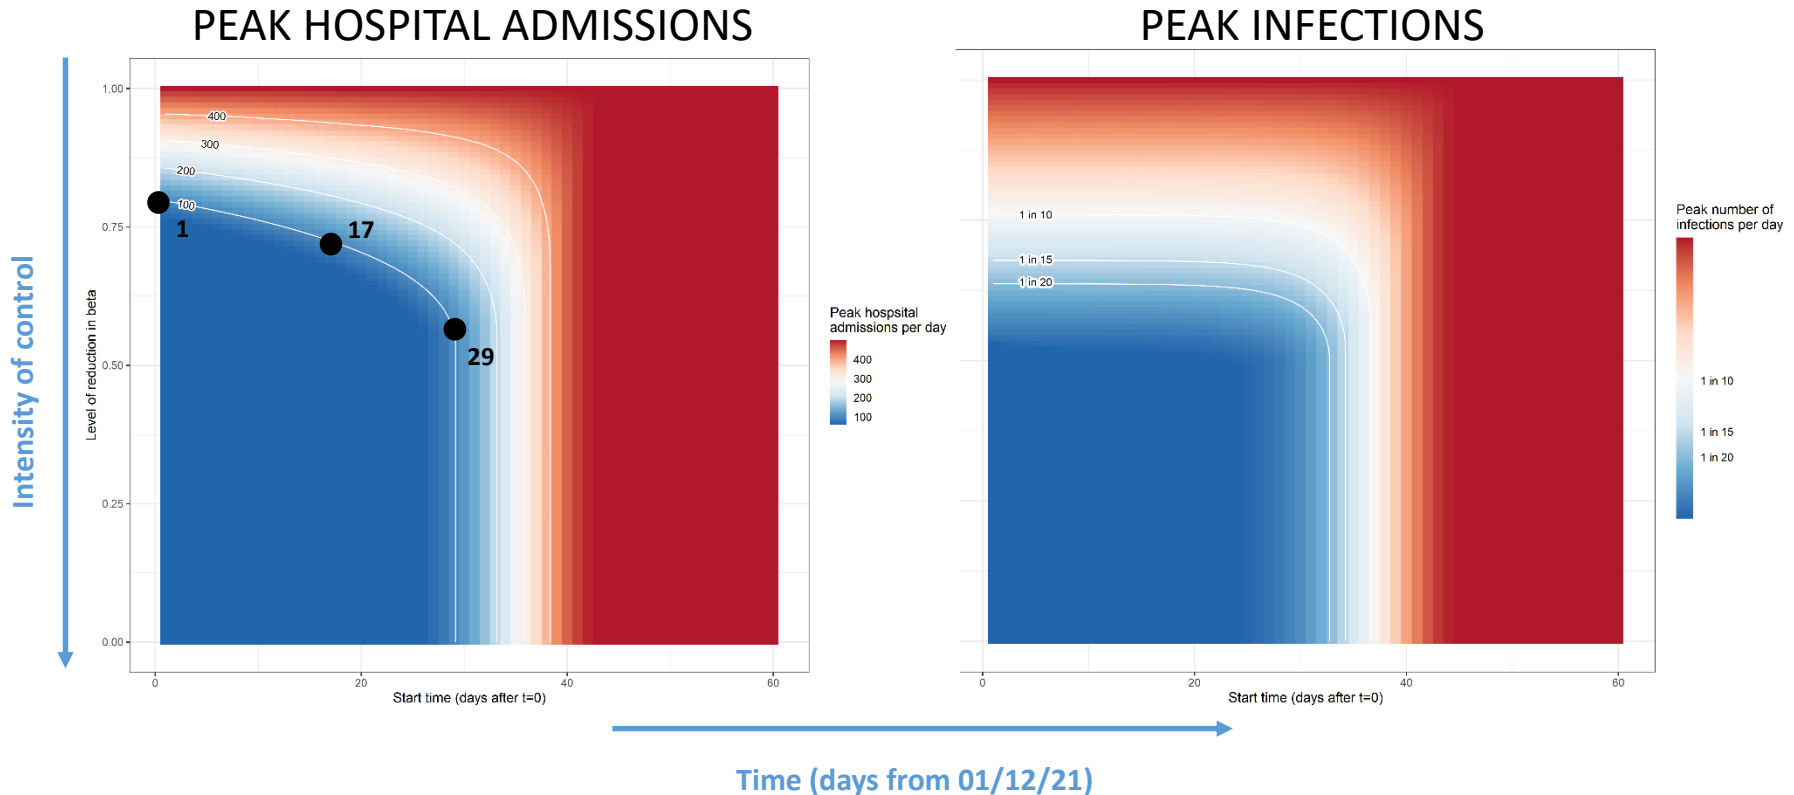 PEAK HOSPITAL ADMISSIONS
PEAK INFECTIONS
Intensity of control
Level of reduction in beta
1.00
0.75
0.50
0.25
0.00
400
300
200
100
1
17
29
0
20
40
60
Start time (days after t=0)
Peak hospsital
admissions per day
400
300
200
100
1 in 10
1 in 15
1 in 20
0
20
40
60
Start time (days after t=0)
Peak number of
infections per day
1 in 10
1 in 15
1 in 20
Time (days from 01/12/21)